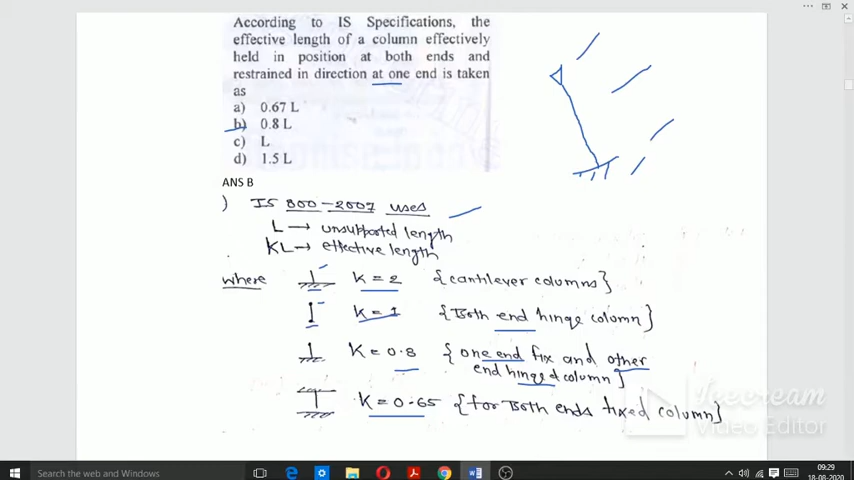 According to IS Specifications, the
effective length of a column effectively
held in position at both ends and
restrained in direction at one end is taken
as
a) 0.67 L
b) 0.8 L
c) L
d) 1.5 L
ANS B
) IS 800-2007 uses
L → unsupported length
KL → effective length
where K = 2 {cantilever columns}
K = 1 {Both end hinge column}
K = 0.8 {one end fix and other
end hinged column}
K = 0.65 {for Both ends fixed column}
Icecream
Video Editor
Search the web and Windows
09:29
18-08-2020